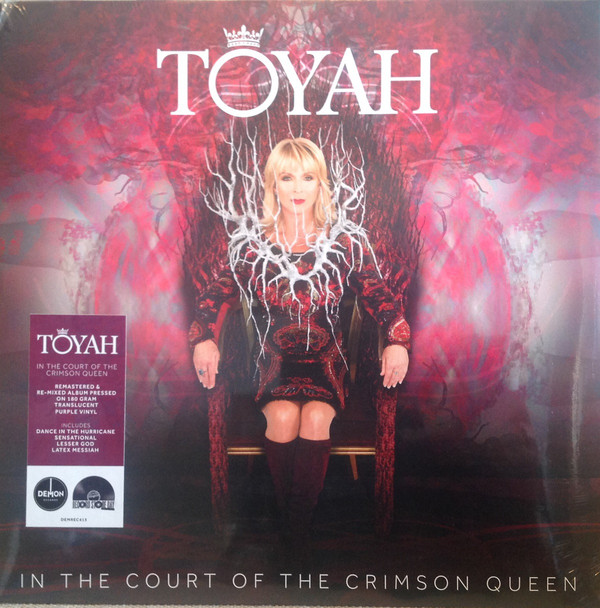 TOYAH
TOYAH
IN THE COURT OF THE
CRIMSON QUEEN
REMASTERED &
RE-MIXED ALBUM PRESSED
ON 180 GRAM
TRANSLUCENT
PURPLE VINYL
INCLUDES
DANCE IN THE HURRICANE
SENSATIONAL
LESSER GOD
LATEX MESSIAH
DEMON
RECORDS
IN THE COURT OF THE CRIMSON QUEEN